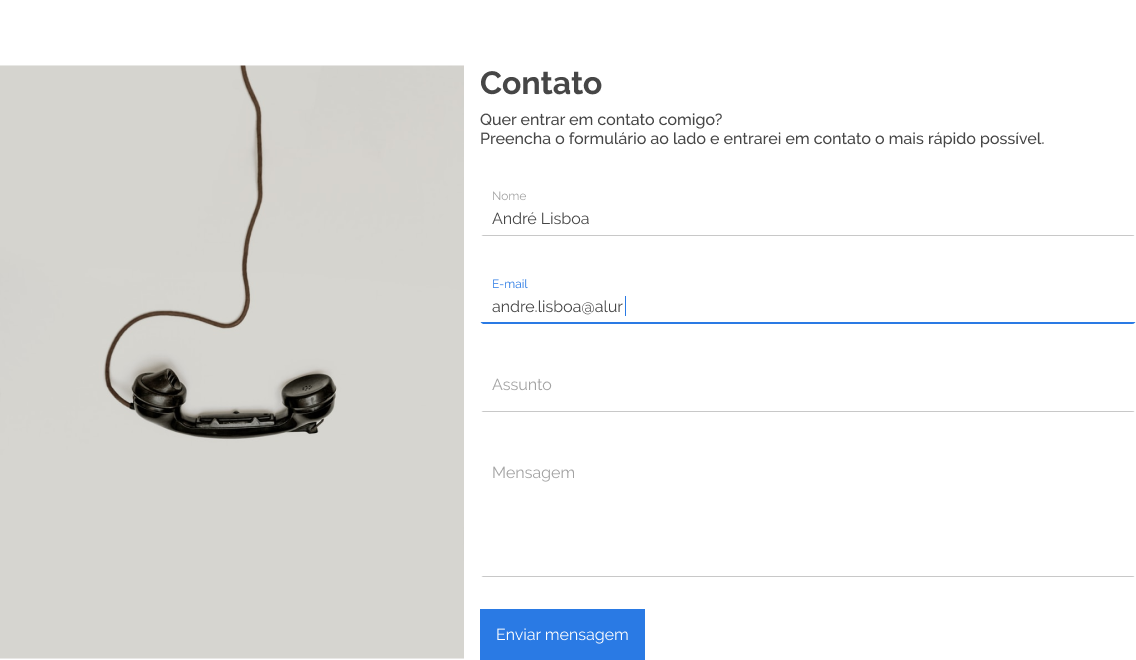 Contato
Quer entrar em contato comigo?
Preencha o formulário ao lado e entrarei em contato o mais rápido possível.
Nome
André Lisboa
E-mail
andre.lisboa@alur
Assunto
Mensagem
Enviar mensagem